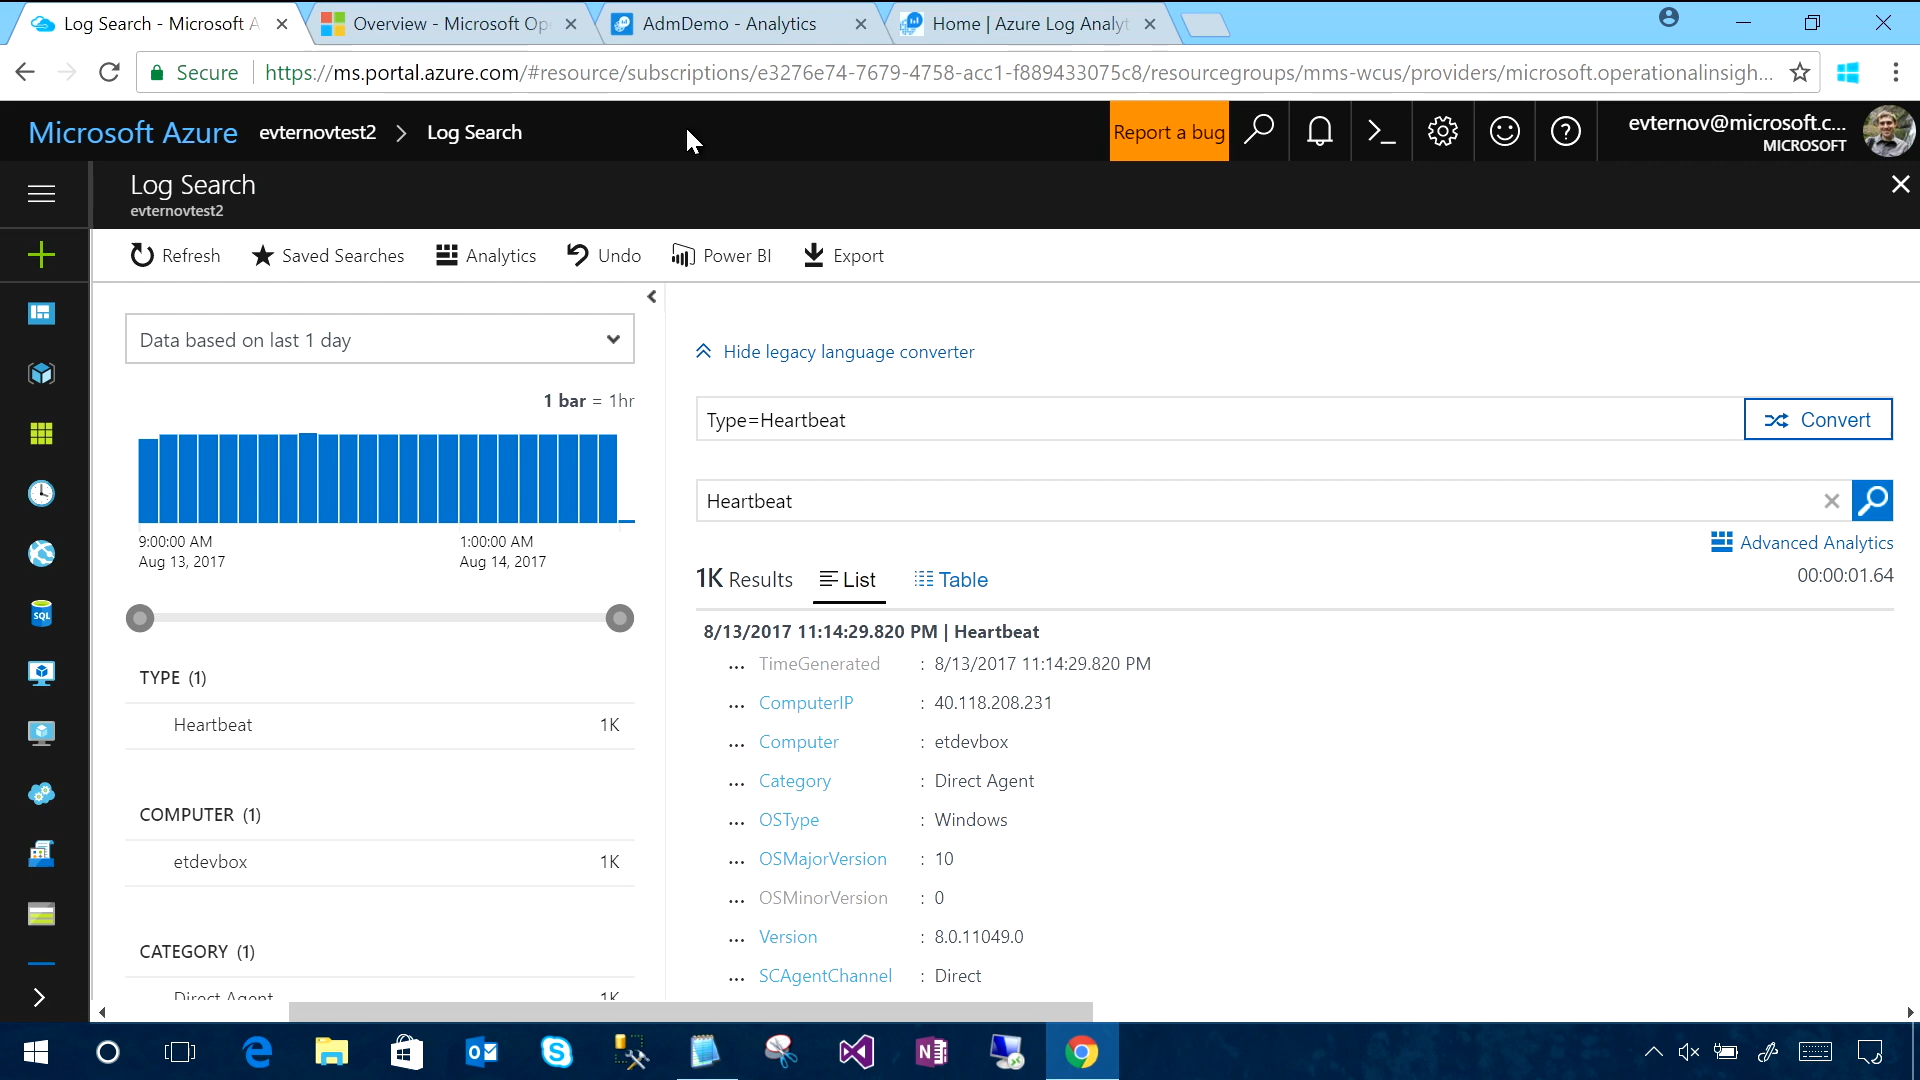 Log Search - Microsoft A
Overview - Microsoft Op
AdmDemo - Analytics
Home | Azure Log Analyt
Secure
https://ms.portal.azure.com/#resource/subscriptions/e3276e74-7679-4758-acc1-f889433075c8/resourcegroups/mms-wcus/providers/microsoft.operationalinsigh...
Microsoft Azure evternovtest2 > Log Search
Report a bug
evternov@microsoft.c...
MICROSOFT
Log Search
evternovtest2
Refresh Saved Searches Analytics Undo Power BI Export
Data based on last 1 day
1 bar = 1hr
9:00:00 AM
Aug 13, 2017
1:00:00 AM
Aug 14, 2017
TYPE (1)
Heartbeat 1K
COMPUTER (1)
etdevbox 1K
CATEGORY (1)
Direct Agent 1K
Hide legacy language converter
Type=Heartbeat
Convert
Heartbeat
Advanced Analytics
1K Results List Table
00:00:01.64
8/13/2017 11:14:29.820 PM | Heartbeat
... TimeGenerated : 8/13/2017 11:14:29.820 PM
... ComputerIP : 40.118.208.231
... Computer : etdevbox
... Category : Direct Agent
... OSType : Windows
... OSMajorVersion : 10
... OSMinorVersion : 0
... Version : 8.0.11049.0
... SCAgentChannel : Direct